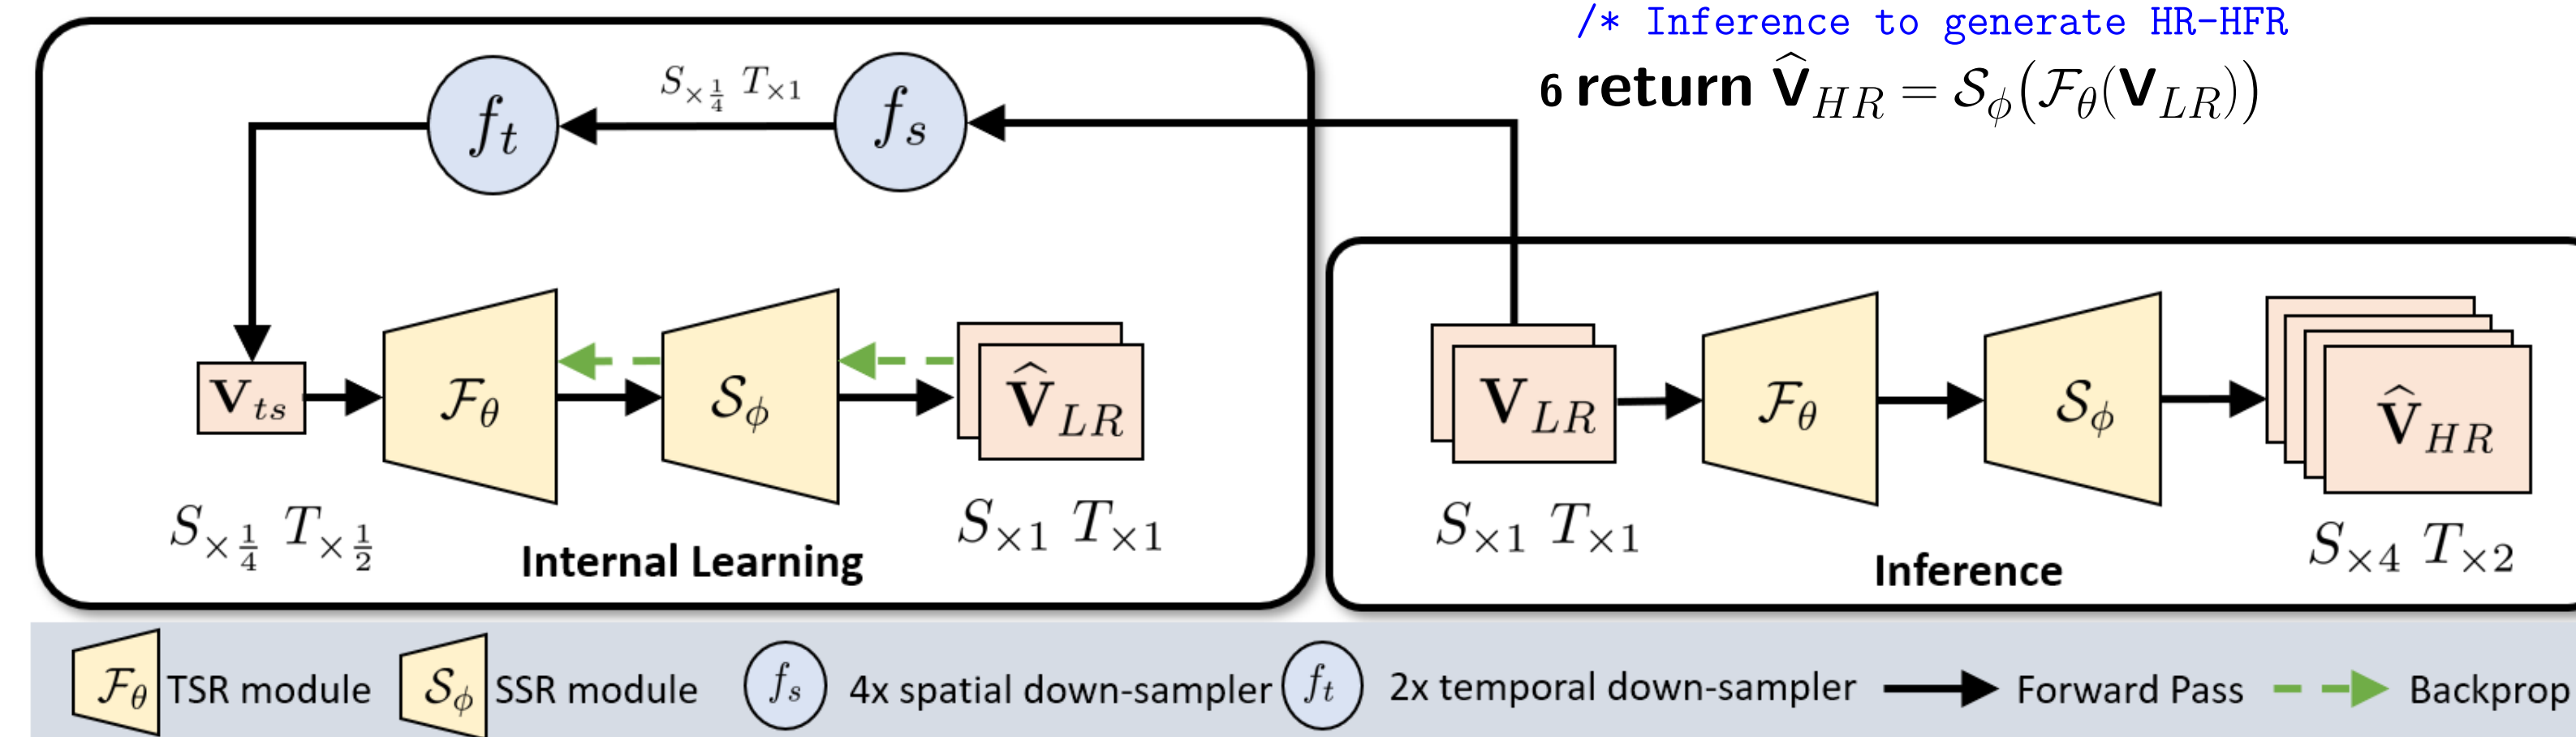 /* Inference to generate HR-HFR
6 return V̂_HR = S_ϕ(F_θ(V_LR))
f_t
S_×1/4 T_×1
f_s
V_ts
F_θ
S_ϕ
V̂_LR
S_×1/4 T_×1/2
S_×1 T_×1
Internal Learning
V_LR
F_θ
S_ϕ
V̂_HR
S_×1 T_×1
S_×4 T_×2
Inference
F_θ TSR module S_ϕ SSR module f_s 4x spatial down-sampler f_t 2x temporal down-sampler Forward Pass Backprop